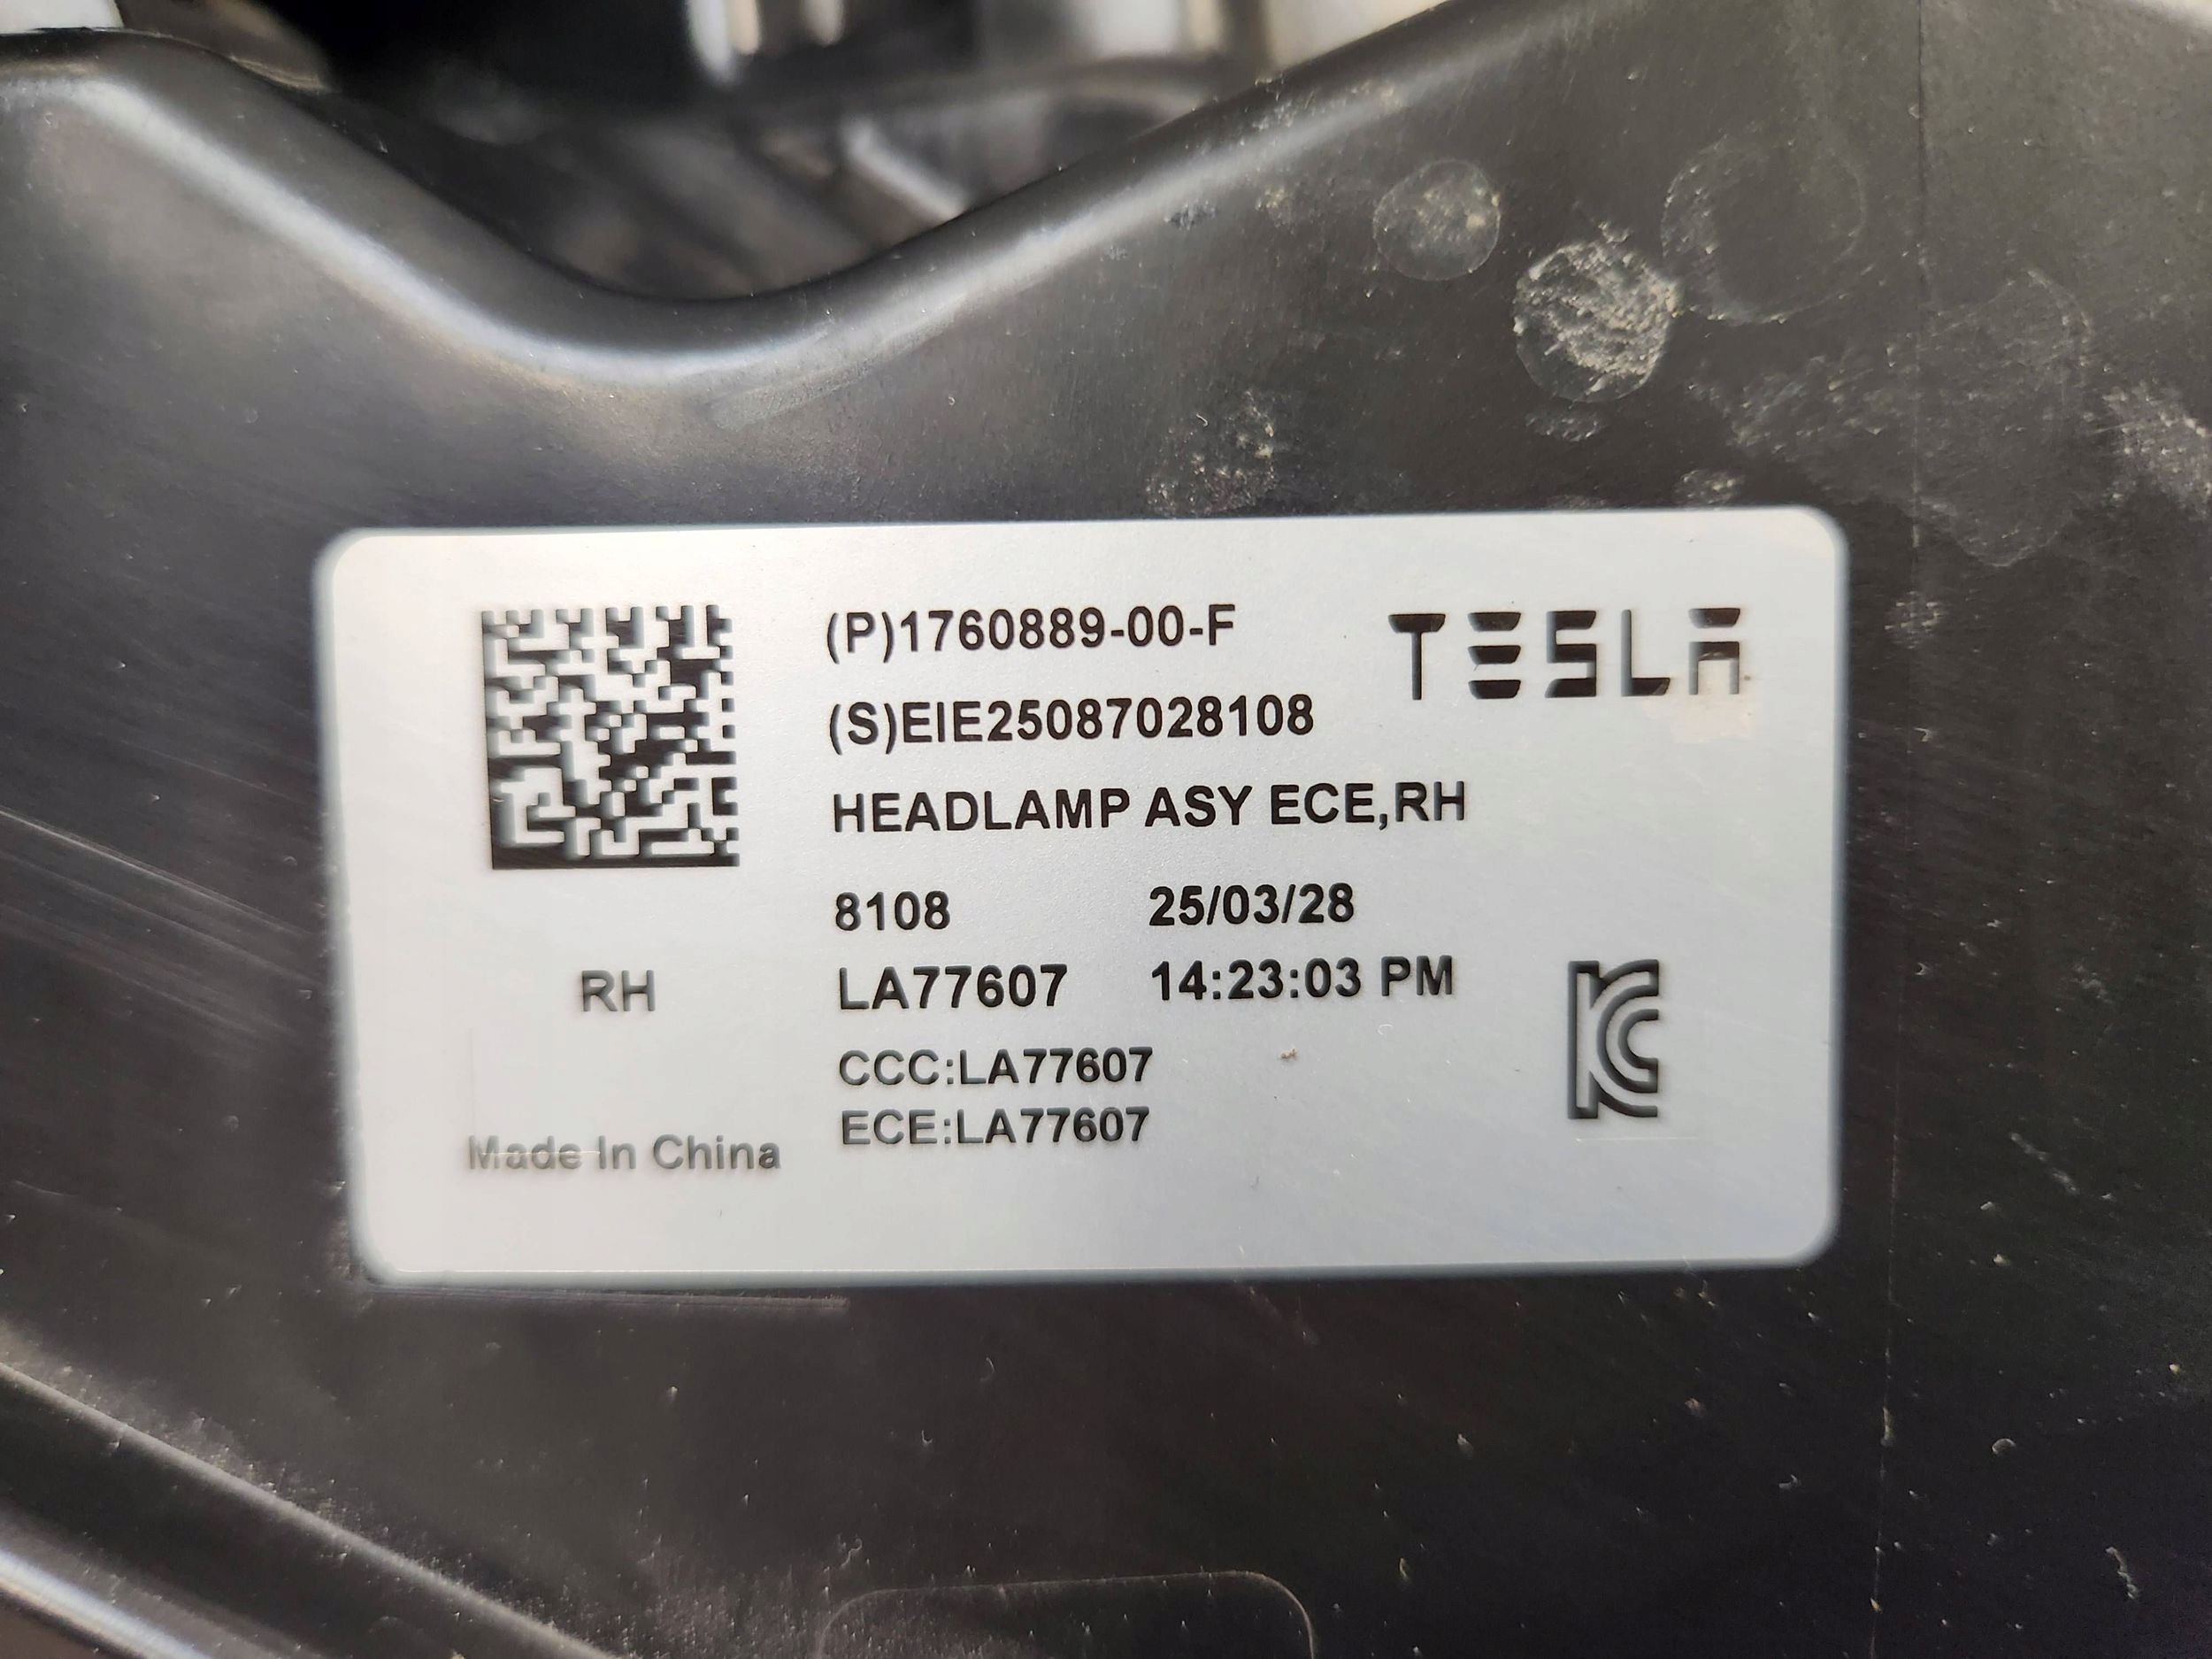 (P)1760889-00-F
TESLA
(S)EIE25087028108
HEADLAMP ASY ECE,RH
8108 25/03/28
RH LA77607 14:23:03 PM
CCC:LA77607
ECE:LA77607
Made In China
KC